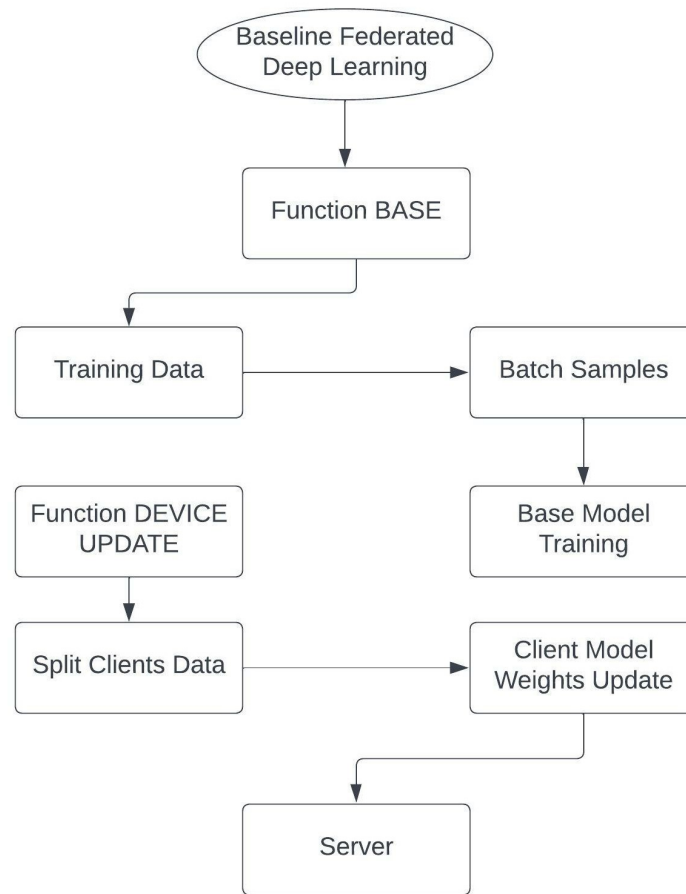 Baseline Federated
Deep Learning
Function BASE
Training Data
Batch Samples
Function DEVICE
UPDATE
Base Model
Training
Split Clients Data
Client Model
Weights Update
Server